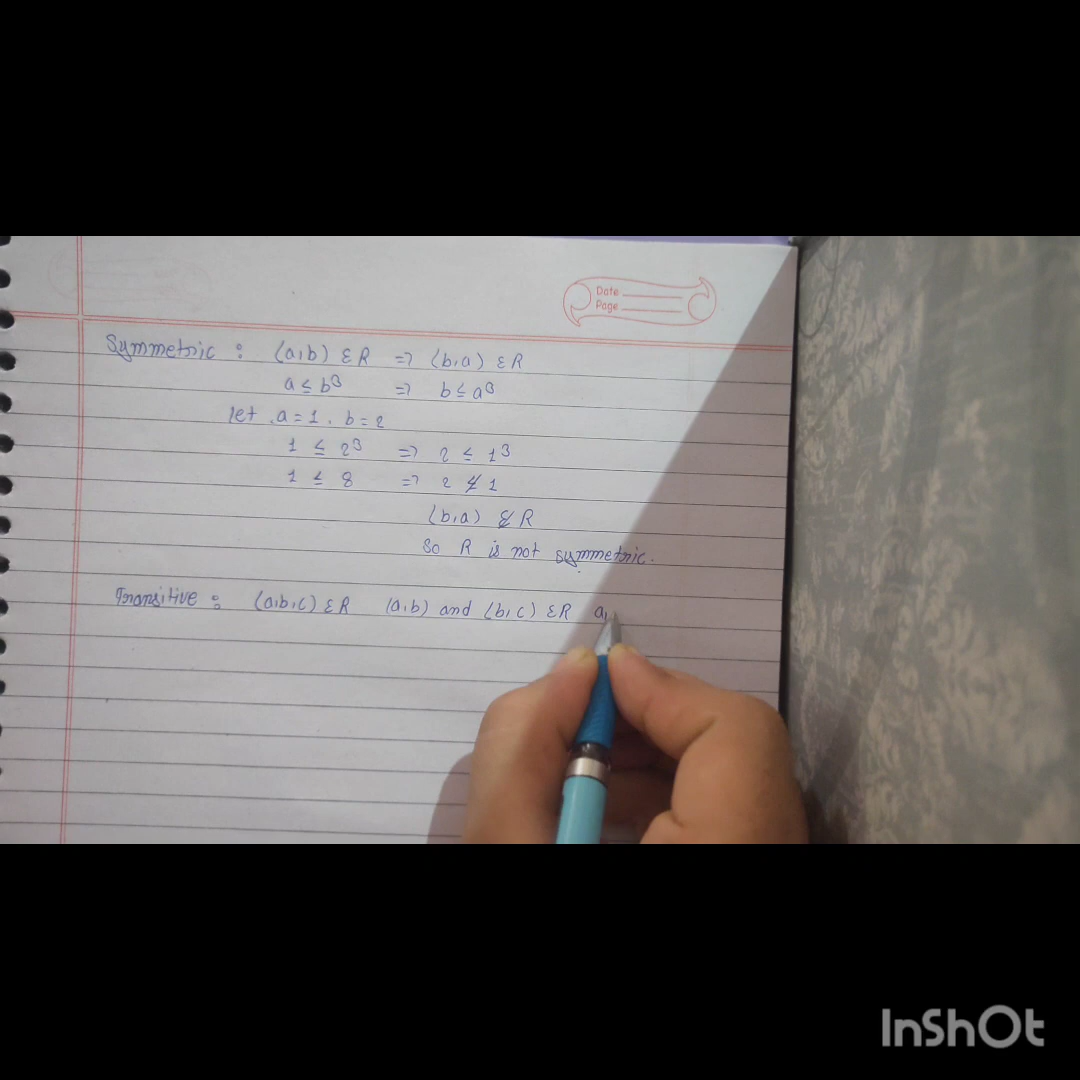 Date
Page
Symmetric : (a,b) ∈ R => (b,a) ∈ R
a ≤ b³ => b ≤ a³
let , a = 1 , b = 2
1 ≤ 2³ => 2 ≤ 1³
1 ≤ 8 => 2 ≰ 1
(b,a) ∉ R
So R is not symmetric.
Transitive : (a,b,c) ∈ R (a,b) and (b,c) ∈ R a,
InShOt